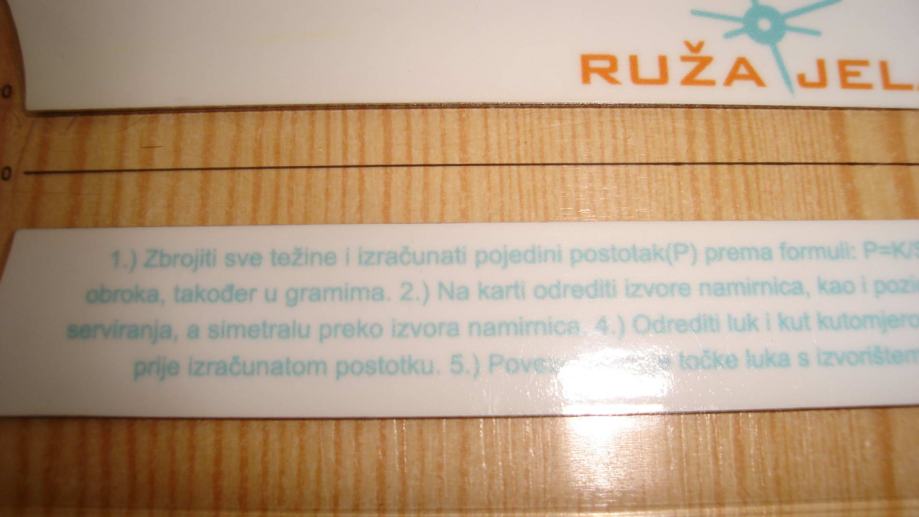 RUŽA JEL
0
0
1.) Zbrojiti sve težine i izračunati pojedini postotak(P) prema formuli: P=K/
obroka, također u gramima. 2.) Na karti odrediti izvore namirnica, kao i pozi
serviranja, a simetralu preko izvora namirnica. 4.) Odrediti luk i kut kutomjero
prije izračunatom postotku. 5.) točke luka s izvorištem